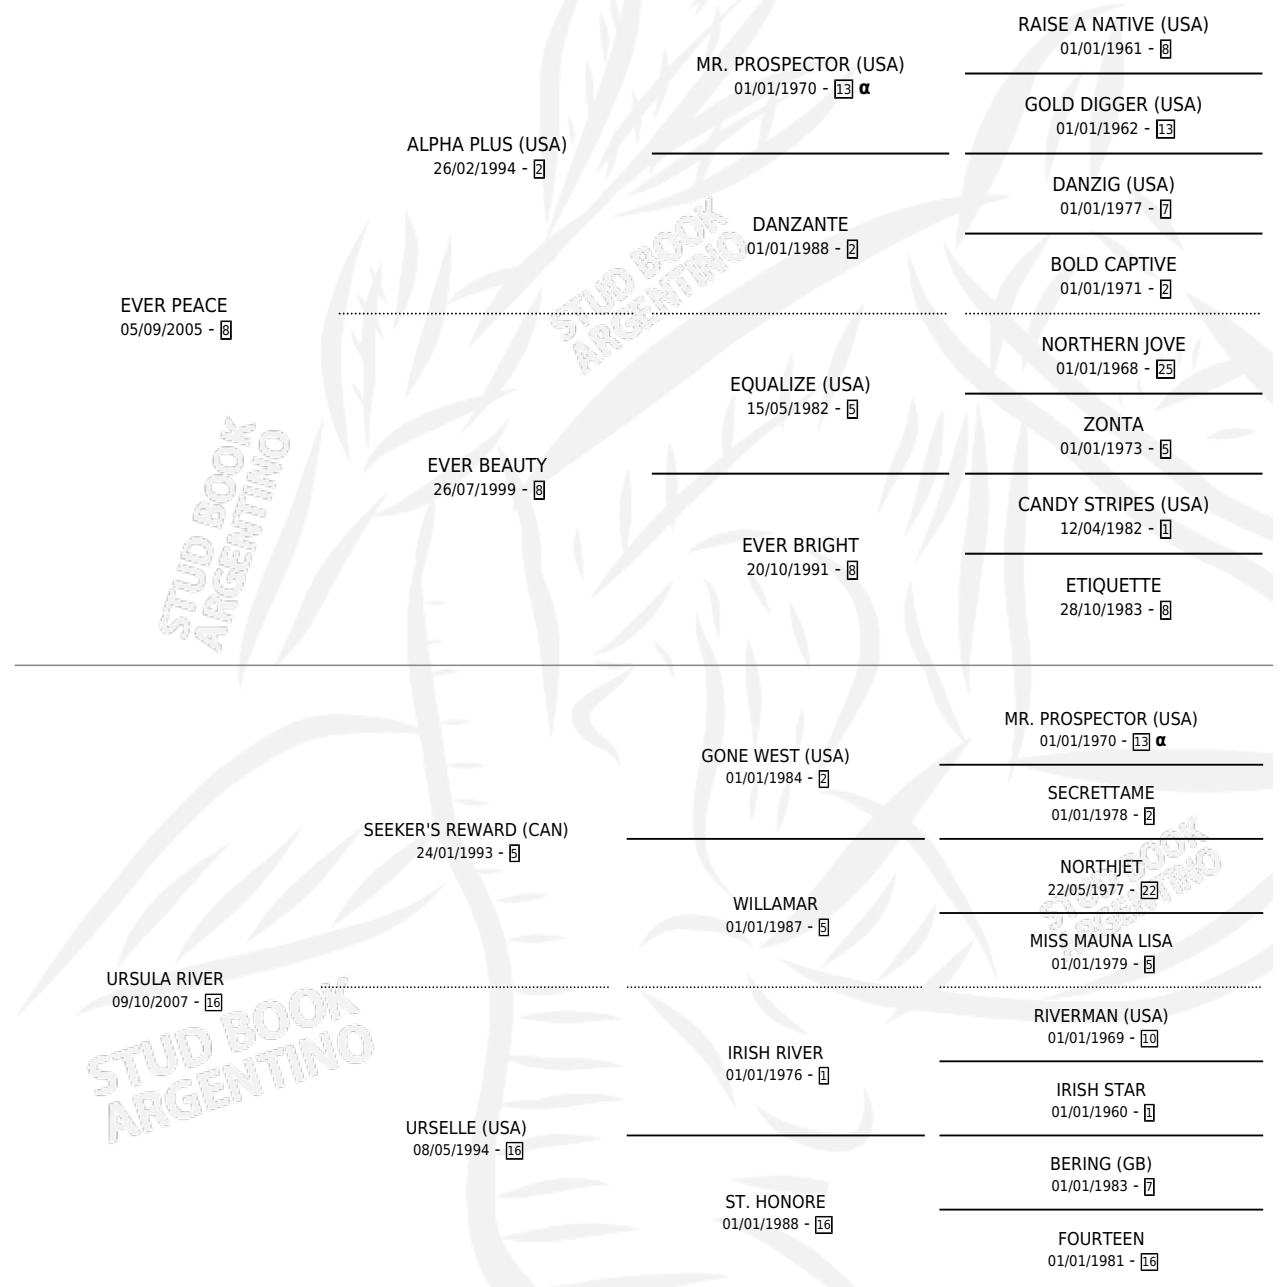 RAISE A NATIVE (USA)
01/01/1961 - 8
MR. PROSPECTOR (USA)
01/01/1970 - 13 α
GOLD DIGGER (USA)
01/01/1962 - 13
ALPHA PLUS (USA)
26/02/1994 - 2
DANZIG (USA)
01/01/1977 - 7
DANZANTE
01/01/1988 - 2
BOLD CAPTIVE
01/01/1971 - 2
EVER PEACE
05/09/2005 - 8
NORTHERN JOVE
01/01/1968 - 25
EQUALIZE (USA)
15/05/1982 - 5
ZONTA
01/01/1973 - 5
EVER BEAUTY
26/07/1999 - 8
CANDY STRIPES (USA)
12/04/1982 - 1
EVER BRIGHT
20/10/1991 - 8
ETIQUETTE
28/10/1983 - 8
MR. PROSPECTOR (USA)
01/01/1970 - 13 α
GONE WEST (USA)
01/01/1984 - 2
SECRETTAME
01/01/1978 - 2
SEEKER'S REWARD (CAN)
24/01/1993 - 5
NORTHJET
22/05/1977 - 22
WILLAMAR
01/01/1987 - 5
MISS MAUNA LISA
01/01/1979 - 5
URSULA RIVER
09/10/2007 - 16
RIVERMAN (USA)
01/01/1969 - 10
IRISH RIVER
01/01/1976 - 1
IRISH STAR
01/01/1960 - 1
URSELLE (USA)
08/05/1994 - 16
BERING (GB)
01/01/1983 - 7
ST. HONORE
01/01/1988 - 16
FOURTEEN
01/01/1981 - 16
STUD BOOK
ARGENTINO
STUD BOOK
ARGENTINO
STUD BOOK
ARGENTINO
STUD BOOK
ARGENTINO